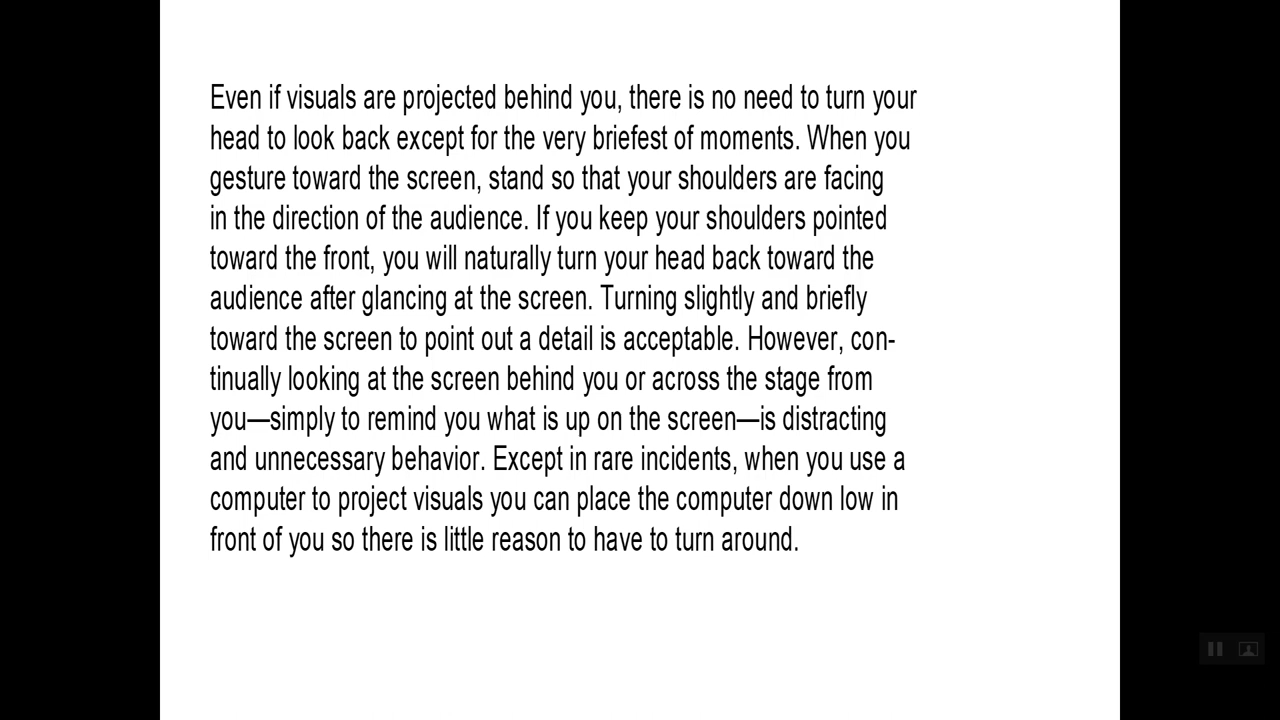 Even if visuals are projected behind you, there is no need to turn your
head to look back except for the very briefest of moments. When you
gesture toward the screen, stand so that your shoulders are facing
in the direction of the audience. If you keep your shoulders pointed
toward the front, you will naturally turn your head back toward the
audience after glancing at the screen. Turning slightly and briefly
toward the screen to point out a detail is acceptable. However, con-
tinually looking at the screen behind you or across the stage from
you—simply to remind you what is up on the screen—is distracting
and unnecessary behavior. Except in rare incidents, when you use a
computer to project visuals you can place the computer down low in
front of you so there is little reason to have to turn around.